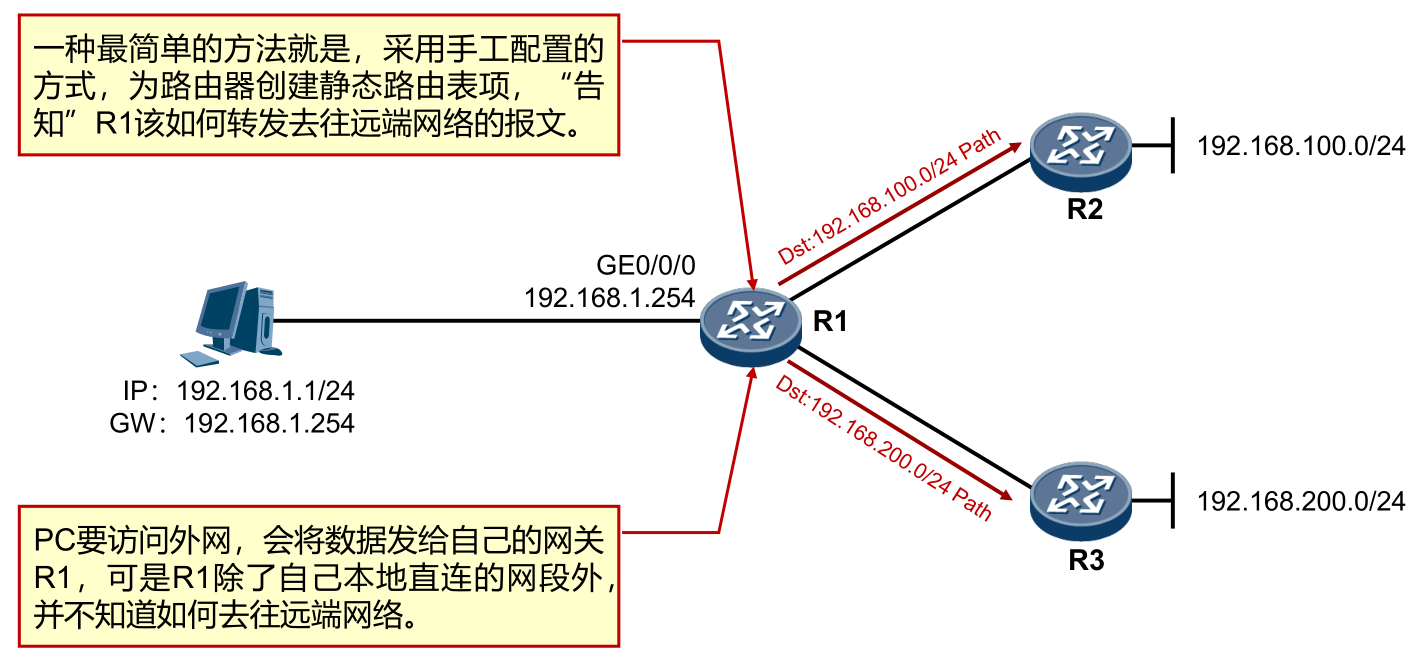 一种最简单的方法就是，采用手工配置的
方式，为路由器创建静态路由表项，“告
知”R1该如何转发去往远端网络的报文。
Dst:192.168.100.0/24 Path
192.168.100.0/24
R2
GE0/0/0
192.168.1.254
R1
IP：192.168.1.1/24
GW：192.168.1.254
Dst:192.168.200.0/24 Path
192.168.200.0/24
R3
PC要访问外网，会将数据发给自己的网关
R1，可是R1除了自己本地直连的网段外，
并不知道如何去往远端网络。